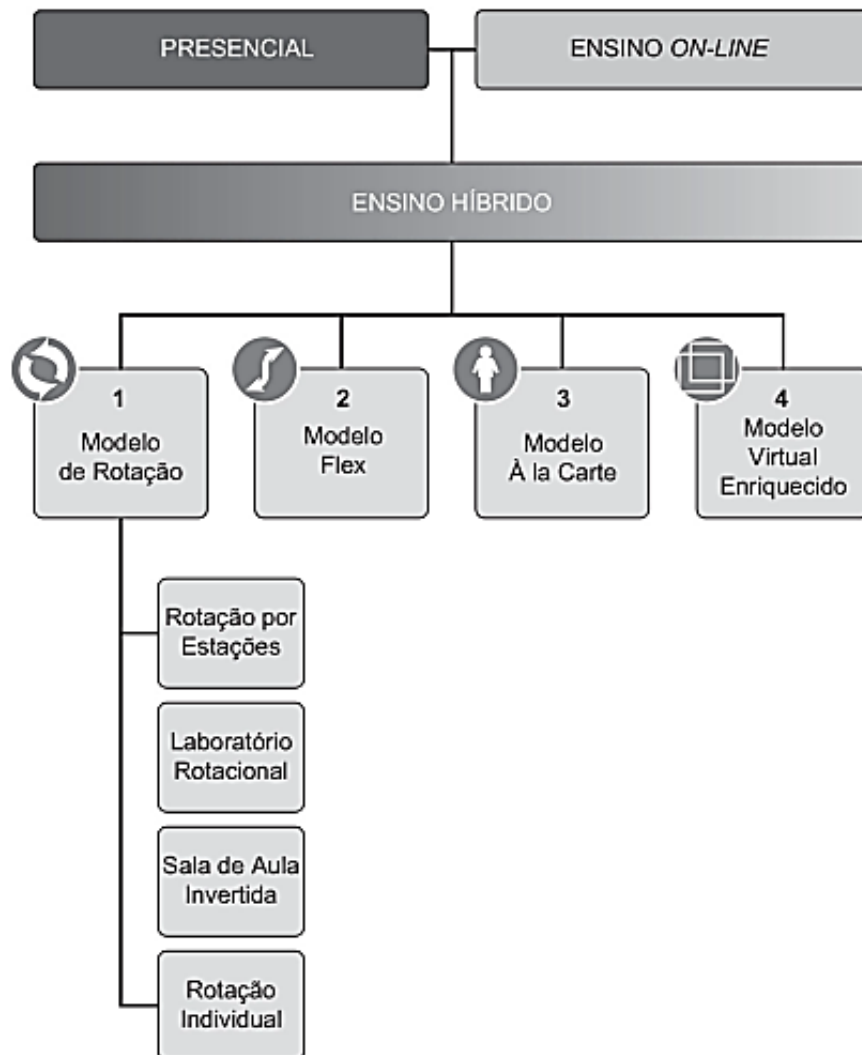 PRESENCIAL
ENSINO ON-LINE
ENSINO HÍBRIDO
1
Modelo
de Rotação
2
Modelo
Flex
3
Modelo
À la Carte
4
Modelo
Virtual
Enriquecido
Rotação por
Estações
Laboratório
Rotacional
Sala de Aula
Invertida
Rotação
Individual